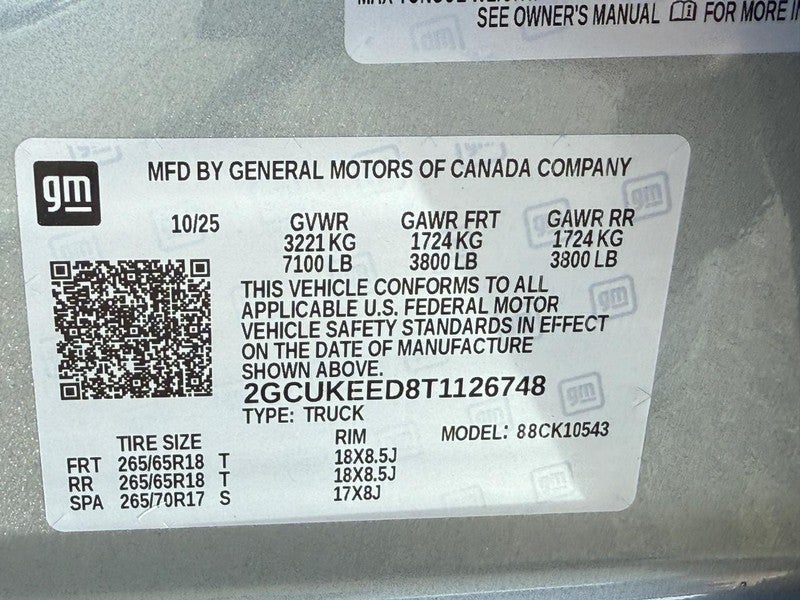 SEE OWNER'S MANUAL FOR MORE
gm
MFD BY GENERAL MOTORS OF CANADA COMPANY
10/25 GVWR GAWR FRT GAWR RR
3221 KG 1724 KG 1724 KG
7100 LB 3800 LB 3800 LB
THIS VEHICLE CONFORMS TO ALL
APPLICABLE U.S. FEDERAL MOTOR
VEHICLE SAFETY STANDARDS IN EFFECT
ON THE DATE OF MANUFACTURE
SHOWN ABOVE.
2GCUKEED8T1126748
TYPE: TRUCK
MODEL: 88CK10543
TIRE SIZE RIM
FRT 265/65R18 T 18X8.5J
RR 265/65R18 T 18X8.5J
SPA 265/70R17 S 17X8J